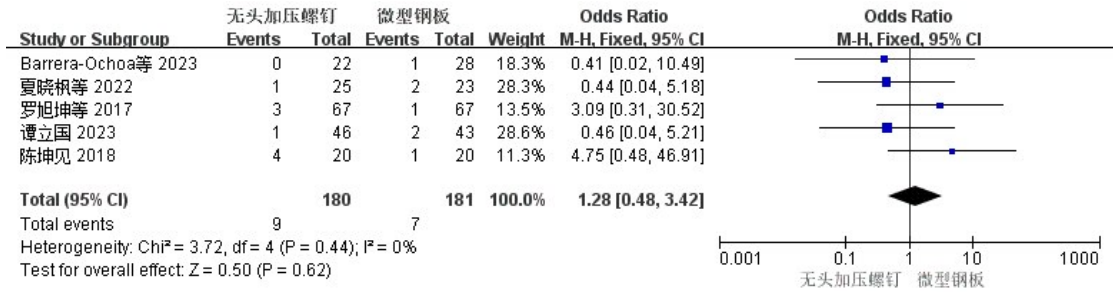 无头加压螺钉 微型钢板 Odds Ratio Odds Ratio
Study or Subgroup Events Total Events Total Weight M-H, Fixed, 95% CI M-H, Fixed, 95% CI
Barrera-Ochoa等 2023 0 22 1 28 18.3% 0.41 [0.02, 10.49]
夏晓枫等 2022 1 25 2 23 28.3% 0.44 [0.04, 5.18]
罗旭坤等 2017 3 67 1 67 13.5% 3.09 [0.31, 30.52]
谭立国 2023 1 46 2 43 28.6% 0.46 [0.04, 5.21]
陈坤见 2018 4 20 1 20 11.3% 4.75 [0.48, 46.91]
Total (95% CI) 180 181 100.0% 1.28 [0.48, 3.42]
Total events 9 7
Heterogeneity: Chi² = 3.72, df = 4 (P = 0.44); I² = 0%
Test for overall effect: Z = 0.50 (P = 0.62)
0.001 0.1 1 10 1000
无头加压螺钉 微型钢板